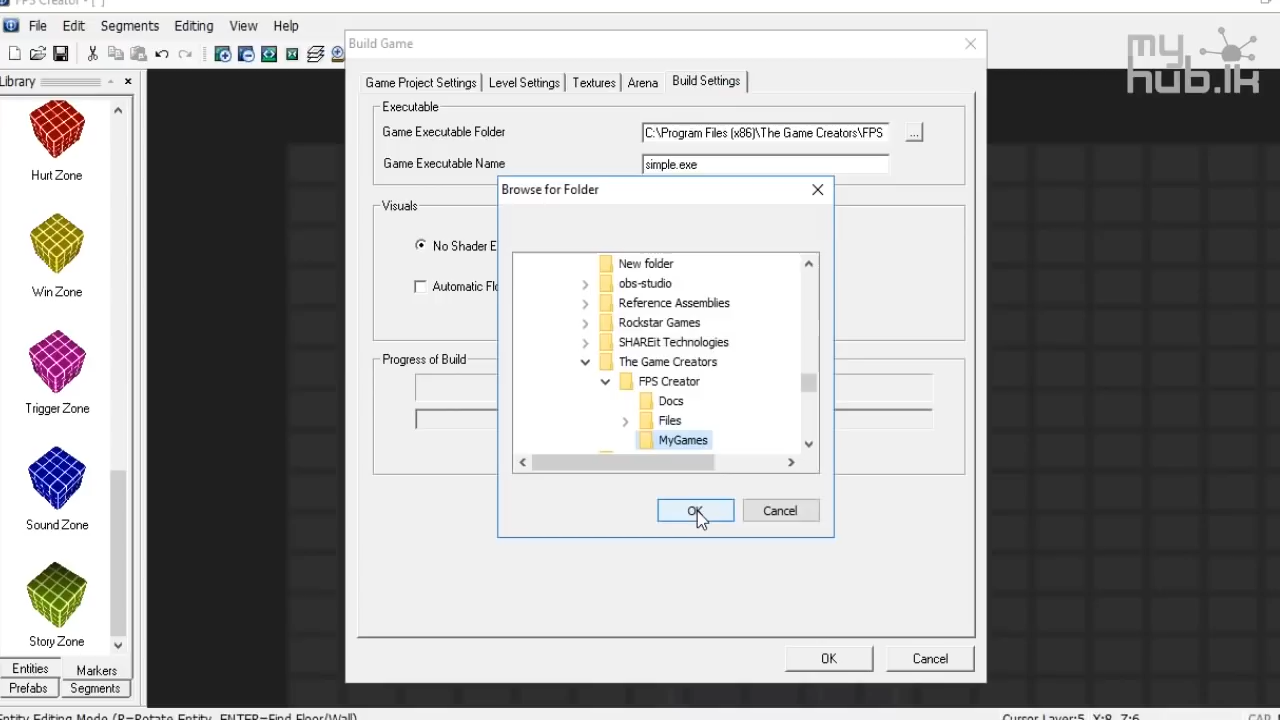 FPS Creator - [ ]
File Edit Segments Editing View Help
Library
Hurt Zone
Win Zone
Trigger Zone
Sound Zone
Story Zone
Entities Markers
Prefabs Segments
Build Game
Game Project Settings Level Settings Textures Arena Build Settings
Executable
Game Executable Folder C:\Program Files (x86)\The Game Creators\FPS ...
Game Executable Name simple.exe
Visuals
No Shader E
Automatic Flo
Progress of Build
Browse for Folder
New folder
obs-studio
Reference Assemblies
Rockstar Games
SHAREit Technologies
The Game Creators
FPS Creator
Docs
Files
MyGames
OK Cancel
OK Cancel
my
hub.lk
Entity Editing Mode (R=Rotate Entity, ENTER=Find Floor/Wall) Cursor Layer:5, X:8, Z:6 CAP